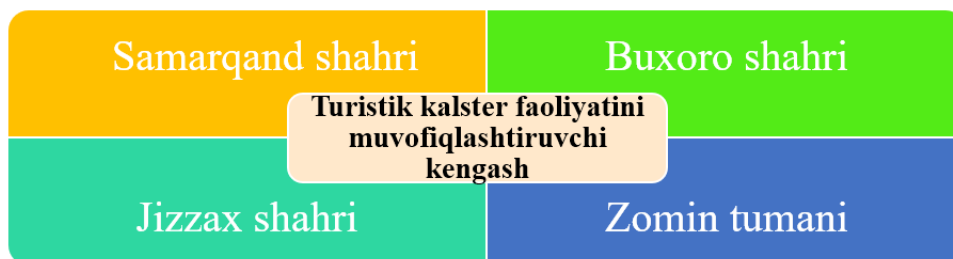 Samarqand shahri
Buxoro shahri
Turistik kalster faoliyatini
muvofiqlashtiruvchi
kengash
Jizzax shahri
Zomin tumani